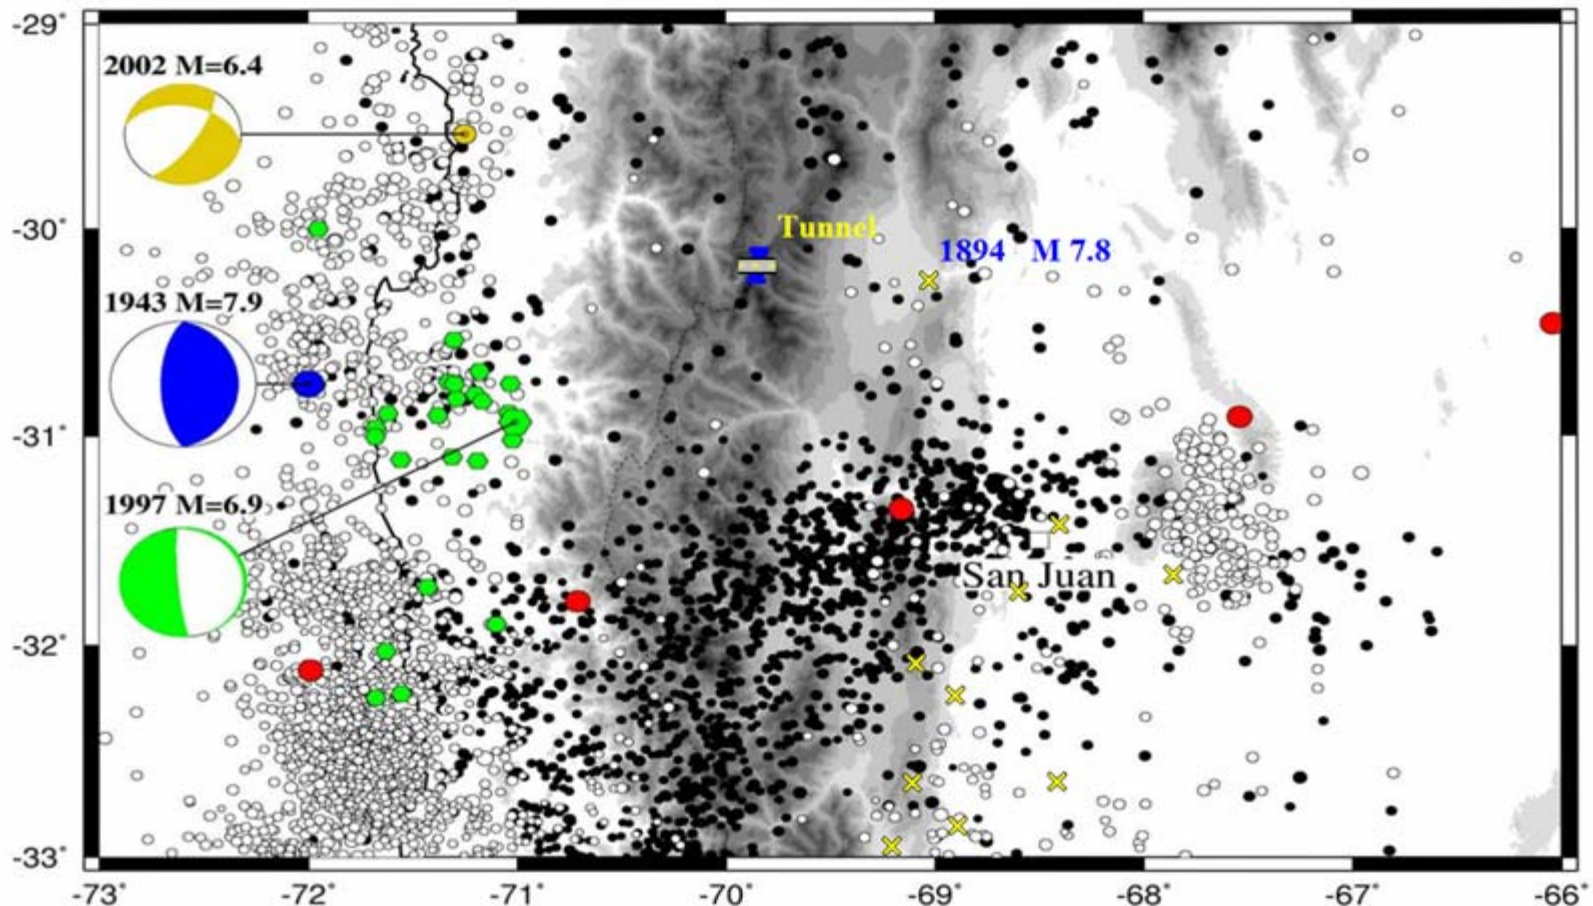 -29°
2002 M=6.4
-30°
Tunnel
1894 M 7.8
1943 M=7.9
-31°
1997 M=6.9
San Juan
-32°
-33°
-73° -72° -71° -70° -69° -68° -67° -66°